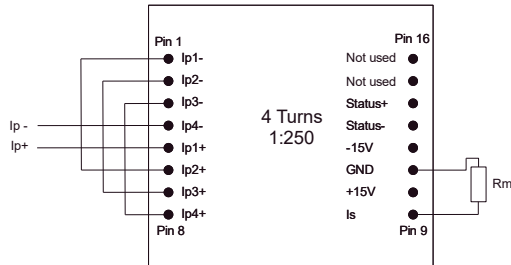 Pin 1
Pin 16
Ip1-
Not used
Ip2-
Not used
Ip3-
Status+
Ip -
Ip4-
4 Turns
1:250
Status-
Ip+
Ip1+
-15V
Ip2+
GND
Ip3+
+15V
Rm
Ip4+
Is
Pin 8
Pin 9